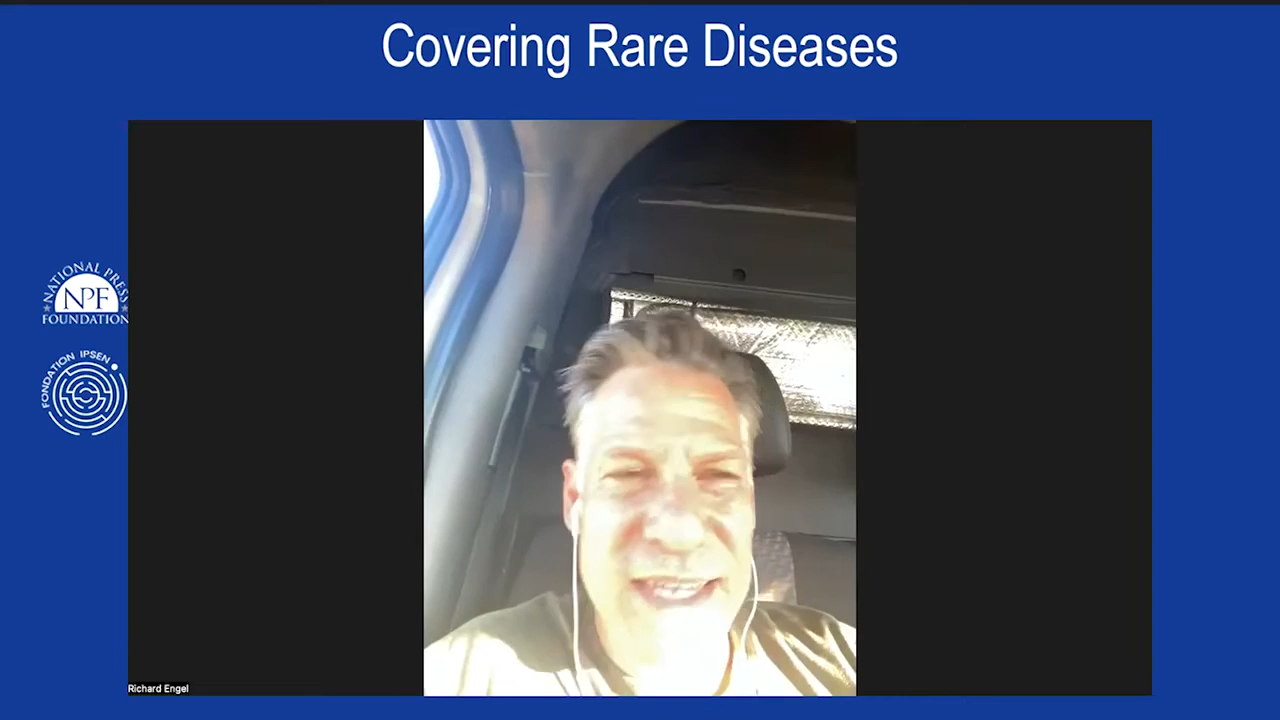 Covering Rare Diseases
NATIONAL PRESS
NPF
FOUNDATION
FONDATION IPSEN
Richard Engel